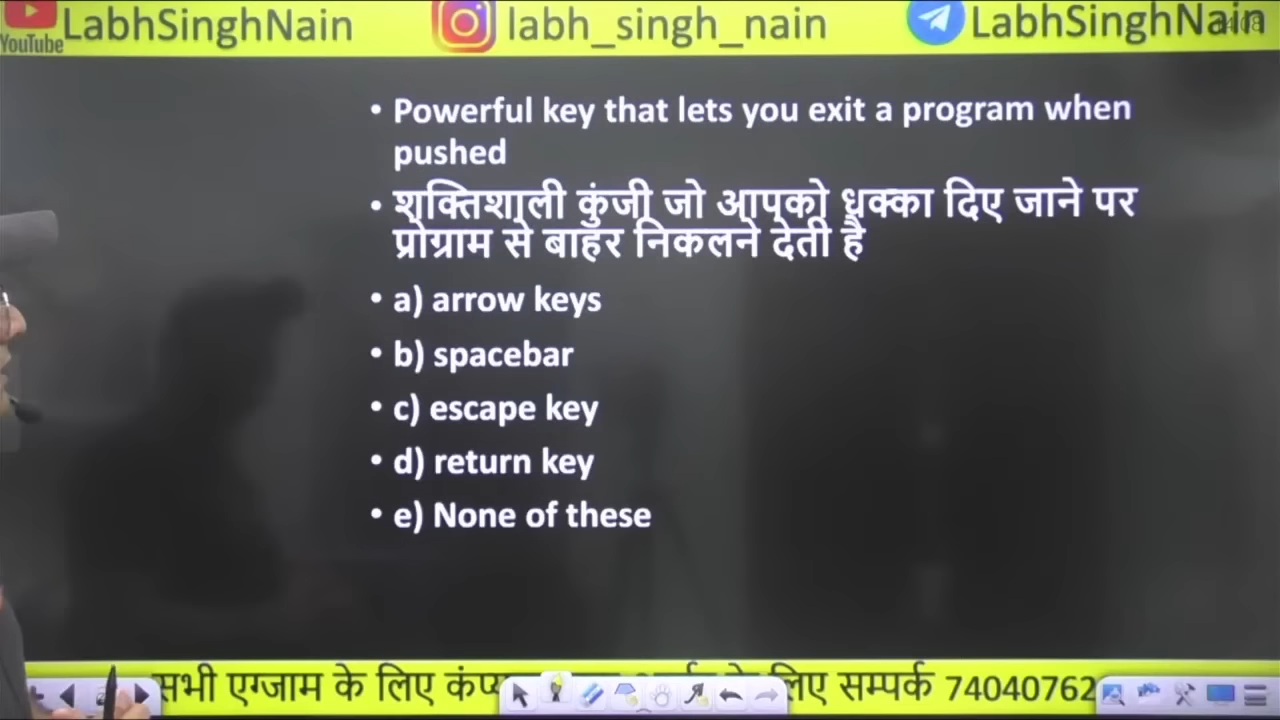 YouTube LabhSinghNain labh_singh_nain LabhSinghNain
• Powerful key that lets you exit a program when
pushed
• शक्तिशाली कुंजी जो आपको धक्का दिए जाने पर
प्रोग्राम से बाहर निकलने देती है
• a) arrow keys
• b) spacebar
• c) escape key
• d) return key
• e) None of these
सभी एग्जाम के लिए लिए सम्पर्क 74040762